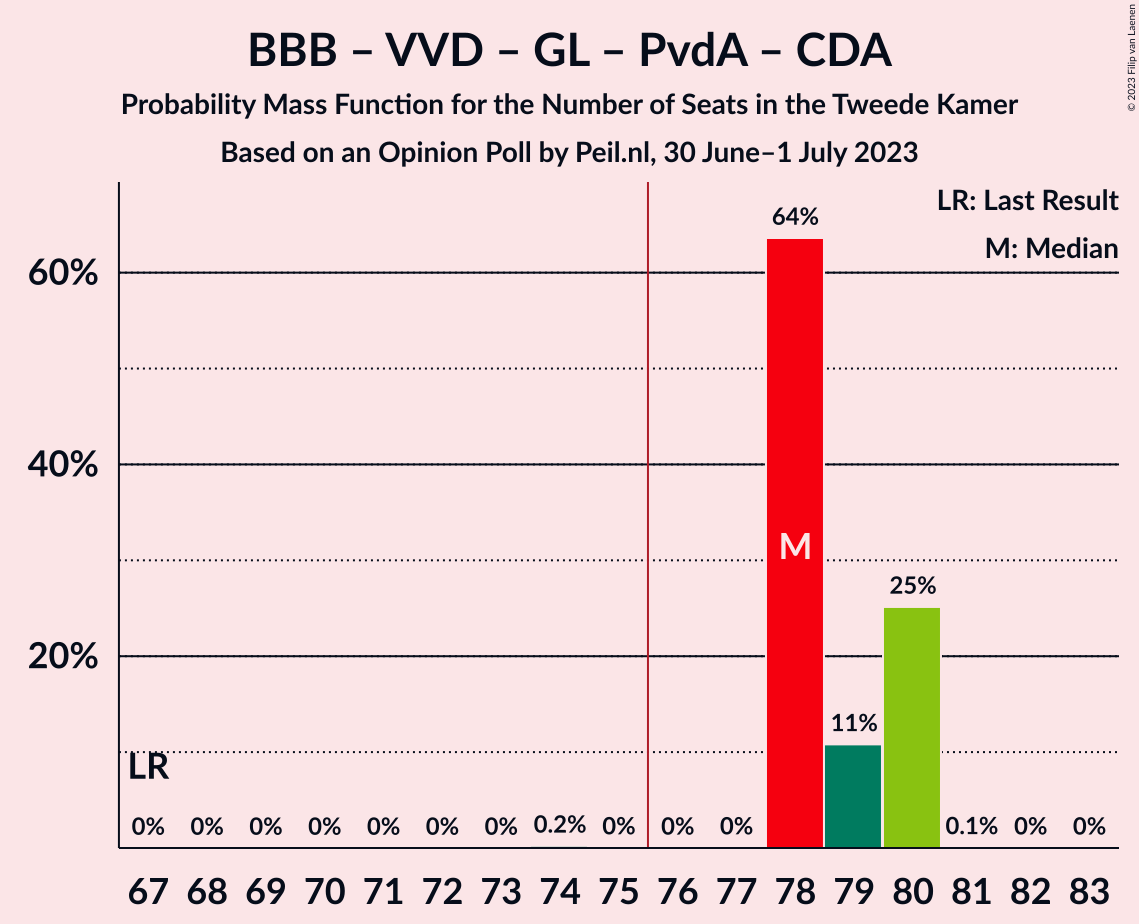 BBB – VVD – GL – PvdA – CDA
Probability Mass Function for the Number of Seats in the Tweede Kamer
Based on an Opinion Poll by Peil.nl, 30 June–1 July 2023
© 2023 Filip van Laenen
LR: Last Result
M: Median
64%
60%
40%
M
25%
20%
11%
LR
0% 0% 0% 0% 0% 0% 0% 0.2% 0% 0% 0% 0.1% 0% 0%
67 68 69 70 71 72 73 74 75 76 77 78 79 80 81 82 83